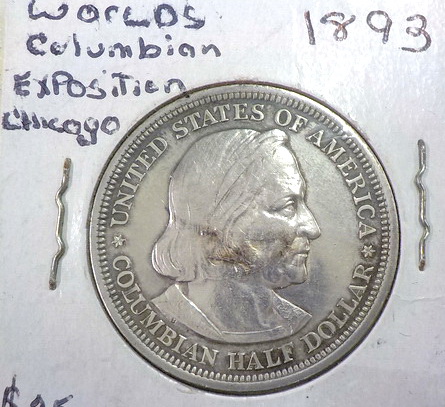 Worlds
Columbian
Exposition
Chicago
1893
UNITED STATES OF AMERICA
COLUMBIAN HALF DOLLAR